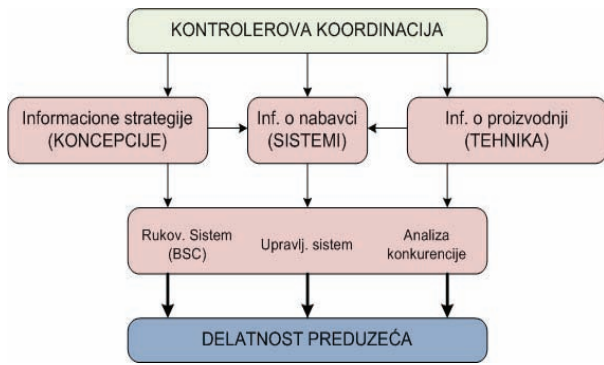 KONTROLEROVA KOORDINACIJA
Informacione strategije
(KONCEPCIJE)
Inf. o nabavci
(SISTEMI)
Inf. o proizvodnji
(TEHNIKA)
Rukov. Sistem
(BSC)
Upravlj. sistem
Analiza
konkurencije
DELATNOST PREDUZEĆA